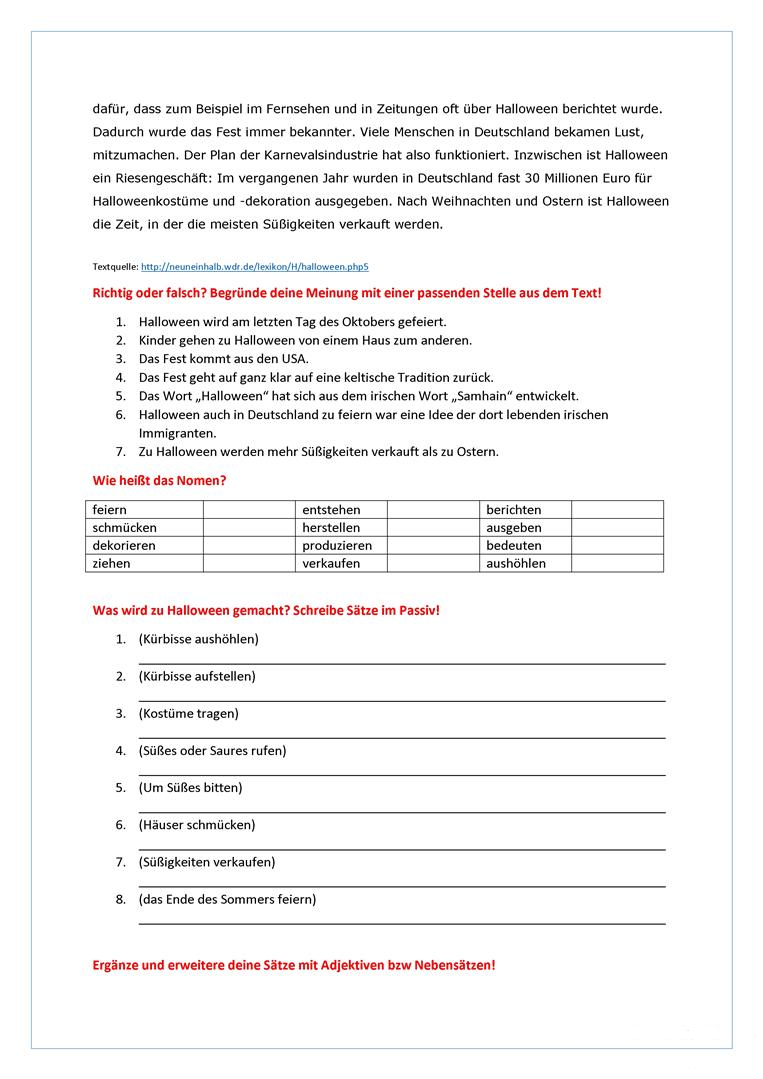 dafür, dass zum Beispiel im Fernsehen und in Zeitungen oft über Halloween berichtet wurde.
Dadurch wurde das Fest immer bekannter. Viele Menschen in Deutschland bekamen Lust,
mitzumachen. Der Plan der Karnevalsindustrie hat also funktioniert. Inzwischen ist Halloween
ein Riesengeschäft: Im vergangenen Jahr wurden in Deutschland fast 30 Millionen Euro für
Halloweenkostüme und -dekoration ausgegeben. Nach Weihnachten und Ostern ist Halloween
die Zeit, in der die meisten Süßigkeiten verkauft werden.
Textquelle: http://neuneinhalb.wdr.de/lexikon/H/halloween.php5
Richtig oder falsch? Begründe deine Meinung mit einer passenden Stelle aus dem Text!
1. Halloween wird am letzten Tag des Oktobers gefeiert.
2. Kinder gehen zu Halloween von einem Haus zum anderen.
3. Das Fest kommt aus den USA.
4. Das Fest geht auf ganz klar auf eine keltische Tradition zurück.
5. Das Wort „Halloween“ hat sich aus dem irischen Wort „Samhain“ entwickelt.
6. Halloween auch in Deutschland zu feiern war eine Idee der dort lebenden irischen
Immigranten.
7. Zu Halloween werden mehr Süßigkeiten verkauft als zu Ostern.
Wie heißt das Nomen?
feiern entstehen berichten
schmücken herstellen ausgeben
dekorieren produzieren bedeuten
ziehen verkaufen aushöhlen
Was wird zu Halloween gemacht? Schreibe Sätze im Passiv!
1. (Kürbisse aushöhlen)
2. (Kürbisse aufstellen)
3. (Kostüme tragen)
4. (Süßes oder Saures rufen)
5. (Um Süßes bitten)
6. (Häuser schmücken)
7. (Süßigkeiten verkaufen)
8. (das Ende des Sommers feiern)
Ergänze und erweitere deine Sätze mit Adjektiven bzw Nebensätzen!